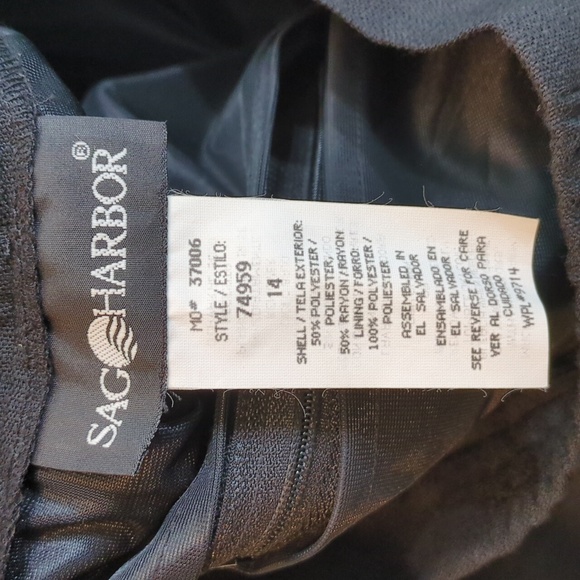 SAG HARBOR®
MO# 37006
STYLE/ESTILO:
74959
14
SHELL/TELA EXTERIOR:
50% POLYESTER/
POLIESTER,
50% RAYON/RAYON
LINING/FORRO:
100% POLYESTER/
POLIESTER
ASSEMBLED IN
EL SALVADOR
ENSAMBLADO EN
EL SALVADOR
SEE REVERSE FOR CARE
VER AL DORSO PARA
CUIDADO
WPL#9714